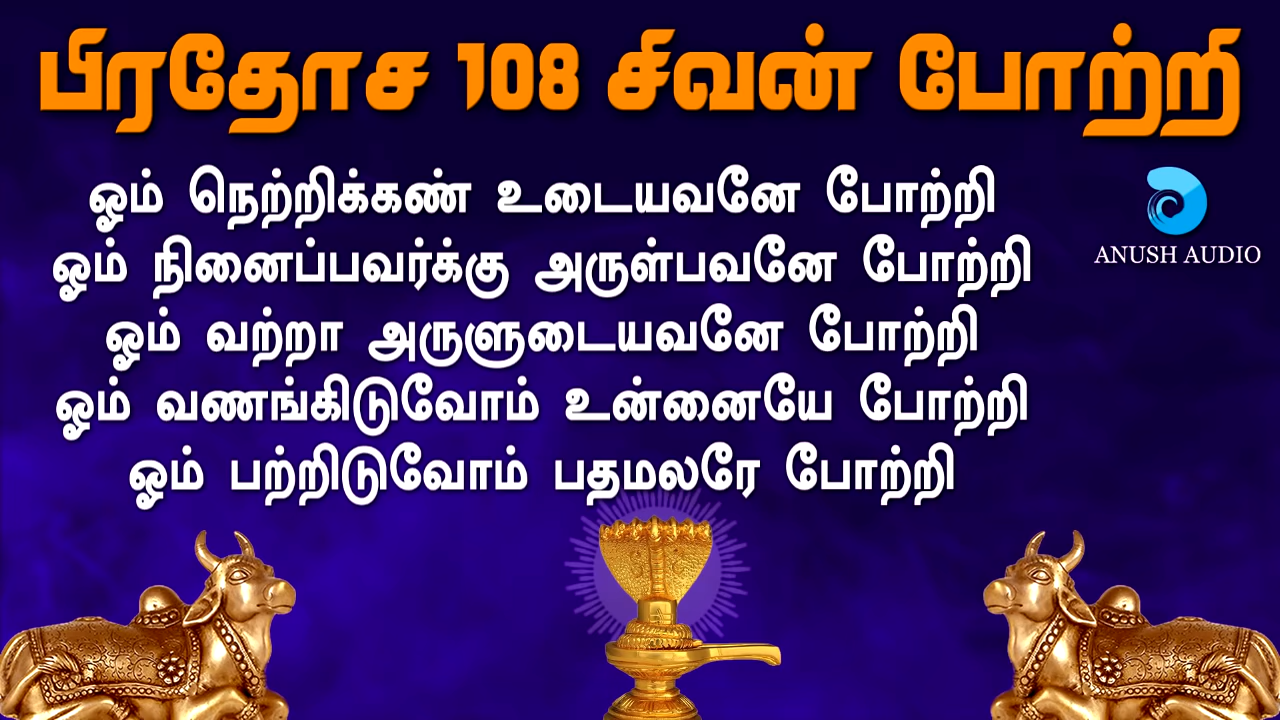 பிரதோச 108 சிவன் போற்றி
ஓம் நெற்றிக்கண் உடையவனே போற்றி
ஓம் நினைப்பவர்க்கு அருள்பவனே போற்றி
ஓம் வற்றா அருளுடையவனே போற்றி
ஓம் வணங்கிடுவோம் உன்னையே போற்றி
ஓம் பற்றிடுவோம் பதமலரே போற்றி
ANUSH AUDIO